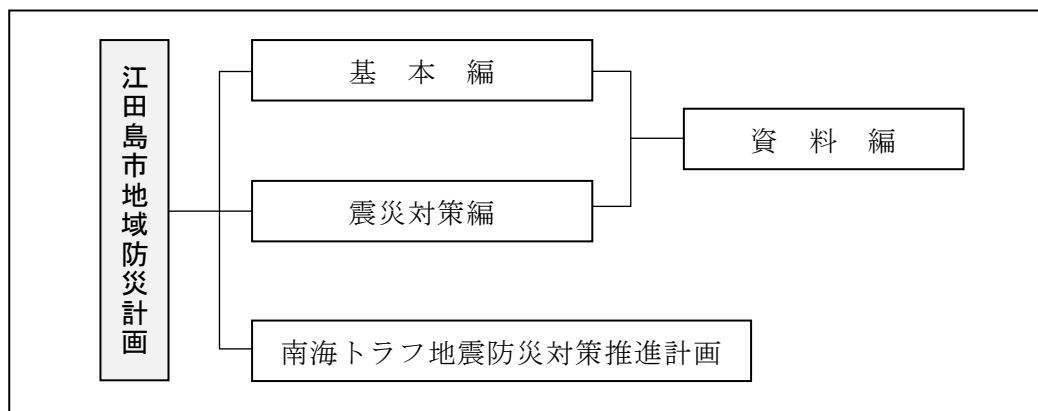 江田島市地域防災計画
基　本　編
資　料　編
震災対策編
南海トラフ地震防災対策推進計画